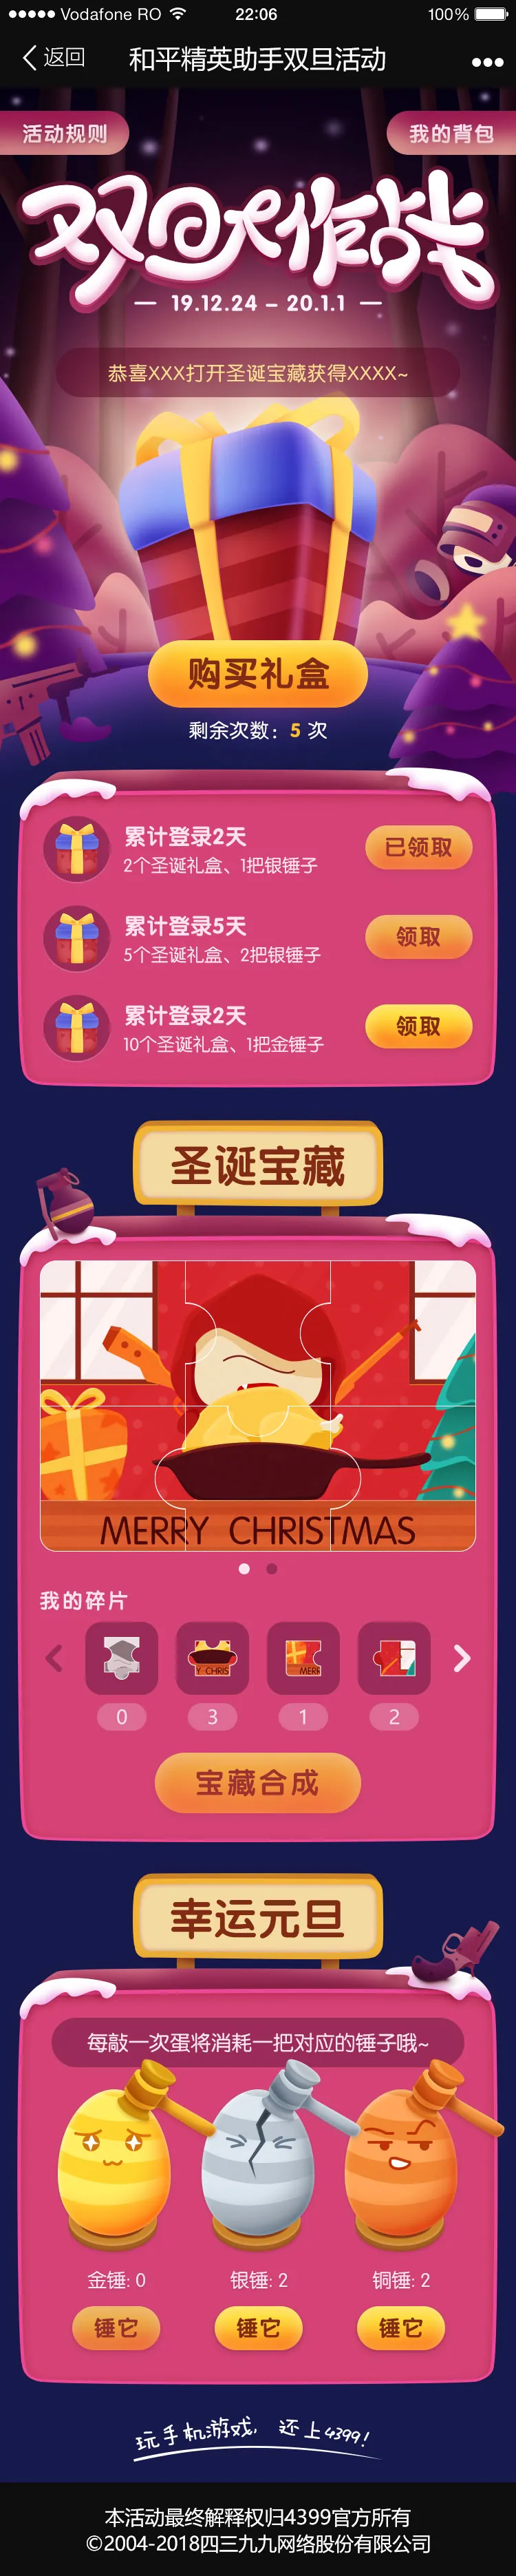 Vodafone RO 22:06 100%
返回 和平精英助手双旦活动
活动规则 我的背包
双旦大作战
19.12.24 - 20.1.1
恭喜XXX打开圣诞宝藏获得XXXX~
购买礼盒
剩余次数：5 次
累计登录2天
2个圣诞礼盒、1把银锤子
已领取
累计登录5天
5个圣诞礼盒、2把银锤子
领取
累计登录2天
10个圣诞礼盒、1把金锤子
领取
圣诞宝藏
MERRY CHRISTMAS
我的碎片
Y CHRIS
MERR
0 3 1 2
宝藏合成
幸运元旦
每敲一次蛋将消耗一把对应的锤子哦~
金锤: 0 银锤: 2 铜锤: 2
锤它 锤它 锤它
玩手机游戏，还上4399!
本活动最终解释权归4399官方所有
©2004-2018四三九九网络股份有限公司